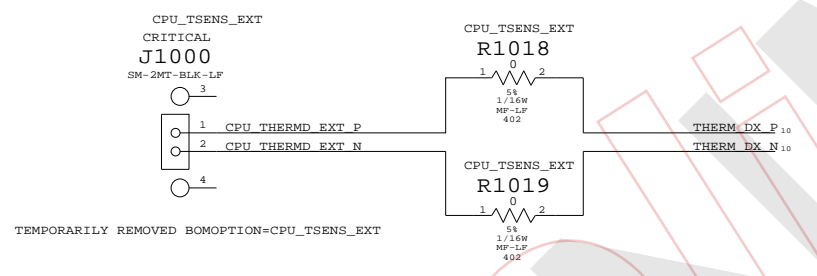 CPU_TSENS_EXT
CRITICAL
J1000
SM-2MT-BLK-LF
3
1 CPU_THERMD_EXT_P
2 CPU_THERMD_EXT_N
4
TEMPORARILY REMOVED BOMOPTION=CPU_TSENS_EXT
CPU_TSENS_EXT
R1018
0
1 2
5%
1/16W
MF-LF
402
CPU_TSENS_EXT
R1019
0
1 2
5%
1/16W
MF-LF
402
THERM_DX_P 10
THERM_DX_N 10